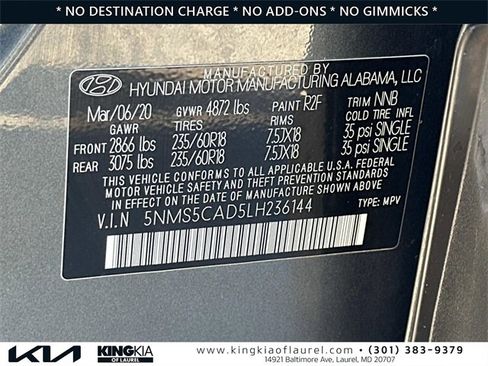 * NO DESTINATION CHARGE * NO ADD-ONS * NO GIMMICKS *
MANUFACTURED BY
HYUNDAI MOTOR MANUFACTURING ALABAMA, LLC
Mar/06/20 GVWR 4872 lbs PAINT R2F TRIM NNB
GAWR TIRES RIMS COLD TIRE INFL
FRONT 2866 lbs 235/60R18 7.5JX18 35 psi SINGLE
REAR 3075 lbs 235/60R18 7.5JX18 35 psi SINGLE
THIS VEHICLE CONFORMS TO ALL APPLICABLE U.S.A. FEDERAL
MOTOR VEHICLE SAFETY AND THEFT PREVENTION STANDARDS
IN EFFECT ON THE DATE OF MANUFACTURE SHOWN ABOVE.
V.I.N 5NMS5CAD5LH236144 TYPE: MPV
KIA KING KIA OF LAUREL www.kingkiaoflaurel.com • (301) 383-9379
14921 Baltimore Ave, Laurel, MD 20707